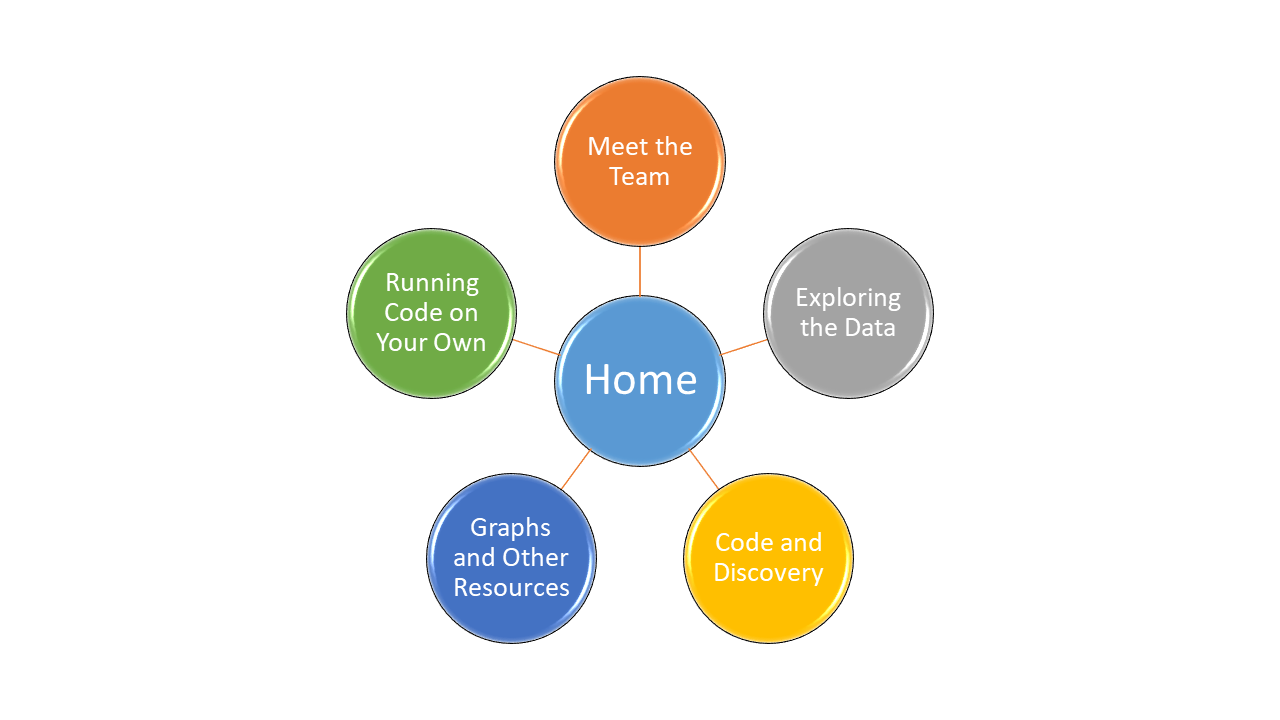 Meet the
Team
Exploring
the Data
Code and
Discovery
Graphs
and Other
Resources
Running
Code on
Your Own
Home